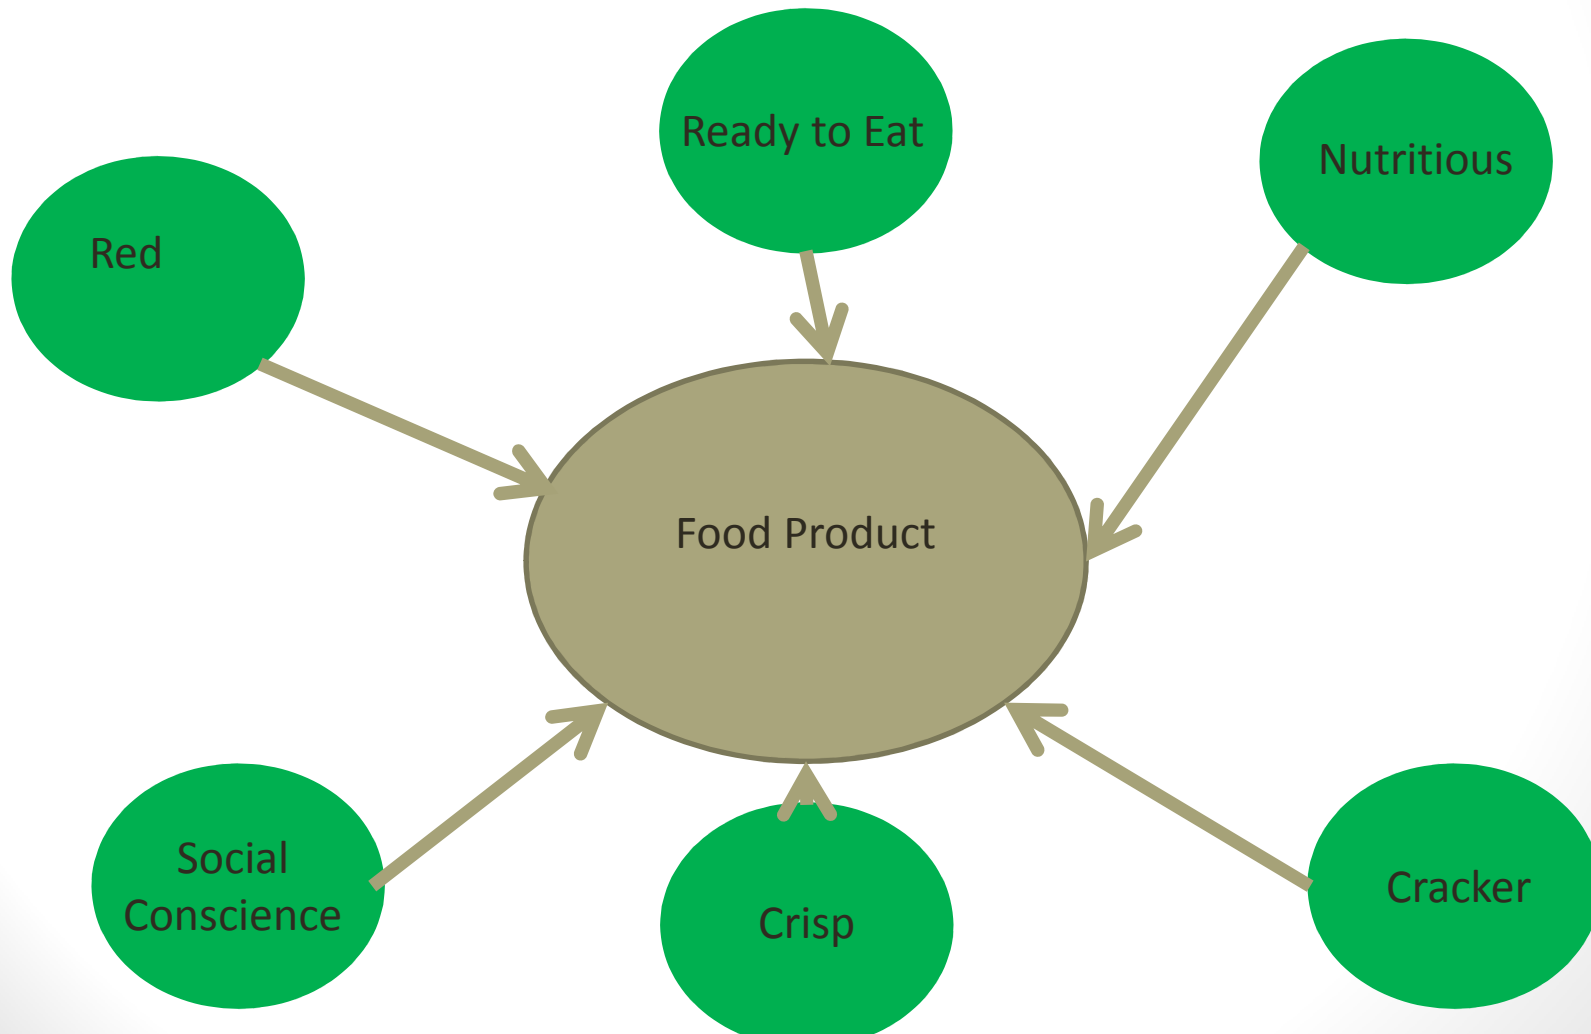 Ready to Eat
Nutritious
Red
Food Product
Social
Conscience
Crisp
Cracker